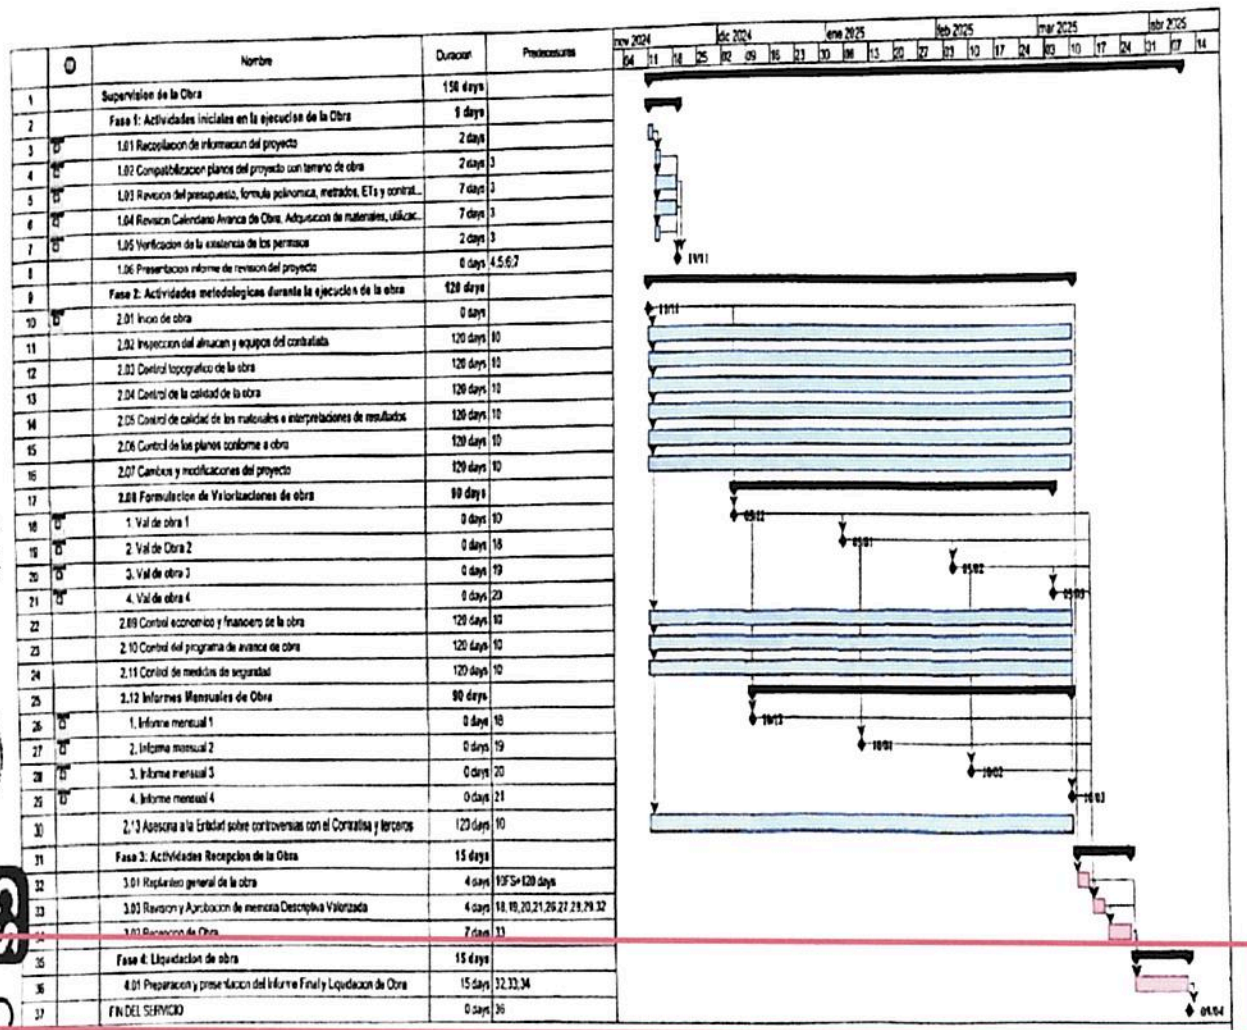 nov 2024 dic 2024 ene 2025 feb 2025 mar 2025 abr 2025
Nombre Duracion Predecesoras 04 11 18 25 02 09 16 23 30 06 13 20 27 03 10 17 24 03 10 17 24 31 07 14
1 Supervision de la Obra 150 days
2 Fase 1: Actividades iniciales en la ejecucion de la Obra 9 days
3 1.01 Recopilacion de informacion del proyecto 2 days
4 1.02 Compatibilizacion planos del proyecto con terreno de obra 2 days 3
5 1.03 Revision del presupuesto, formula polinomica, metrados, ETs y contrat... 7 days 3
6 1.04 Revision Calendario Avance de Obra, Adquisicion de materiales, utilizac... 7 days 3
7 1.05 Verificacion de la existencia de los permisos 2 days 3
8 1.06 Presentacion informe de revision del proyecto 0 days 4,5,6,7 19/11
9 Fase 2: Actividades metodologicas durante la ejecucion de la obra 120 days
10 2.01 Inicio de obra 0 days 11/11
11 2.02 Inspeccion del almacen y equipos del contratista 120 days 10
12 2.03 Control topografico de la obra 120 days 10
13 2.04 Control de la calidad de la obra 120 days 10
14 2.05 Control de calidad de los materiales e interpretaciones de resultados 120 days 10
15 2.06 Control de los planos conforme a obra 120 days 10
16 2.07 Cambios y modificaciones del proyecto 120 days 10
17 2.08 Formulacion de Valorizaciones de obra 90 days
18 1. Val de obra 1 0 days 10 05/12
19 2. Val de Obra 2 0 days 18 05/01
20 3. Val de obra 3 0 days 19 05/02
21 4. Val de obra 4 0 days 20 05/03
22 2.09 Control economico y financero de la obra 120 days 10
23 2.10 Control del programa de avance de obra 120 days 10
24 2.11 Control de medidas de seguridad 120 days 10
25 2.12 Informes Mensuales de Obra 90 days
26 1. Informe mensual 1 0 days 18 10/12
27 2. Informe mensual 2 0 days 19 10/01
28 3. Informe mensual 3 0 days 20 10/02
29 4. Informe mensual 4 0 days 21 10/03
30 2.13 Asesoria a la Entidad sobre controversias con el Contratisa y terceros 120 days 10
31 Fase 3: Actividades Recepcion de la Obra 15 days
32 3.01 Replanteo general de la obra 4 days 10FS+120 days
33 3.03 Revision y Aprobacion de memoria Descriptiva Valorizada 4 days 18,19,20,21,26,27,28,29,32
34 3.02 Recepcion de Obra 7 days 33
35 Fase 4: Liquidacion de obra 15 days
36 4.01 Preparacion y presentacion del Informe Final y Liquidacion de Obra 15 days 32,33,34
37 FIN DEL SERVICIO 0 days 36 09/04